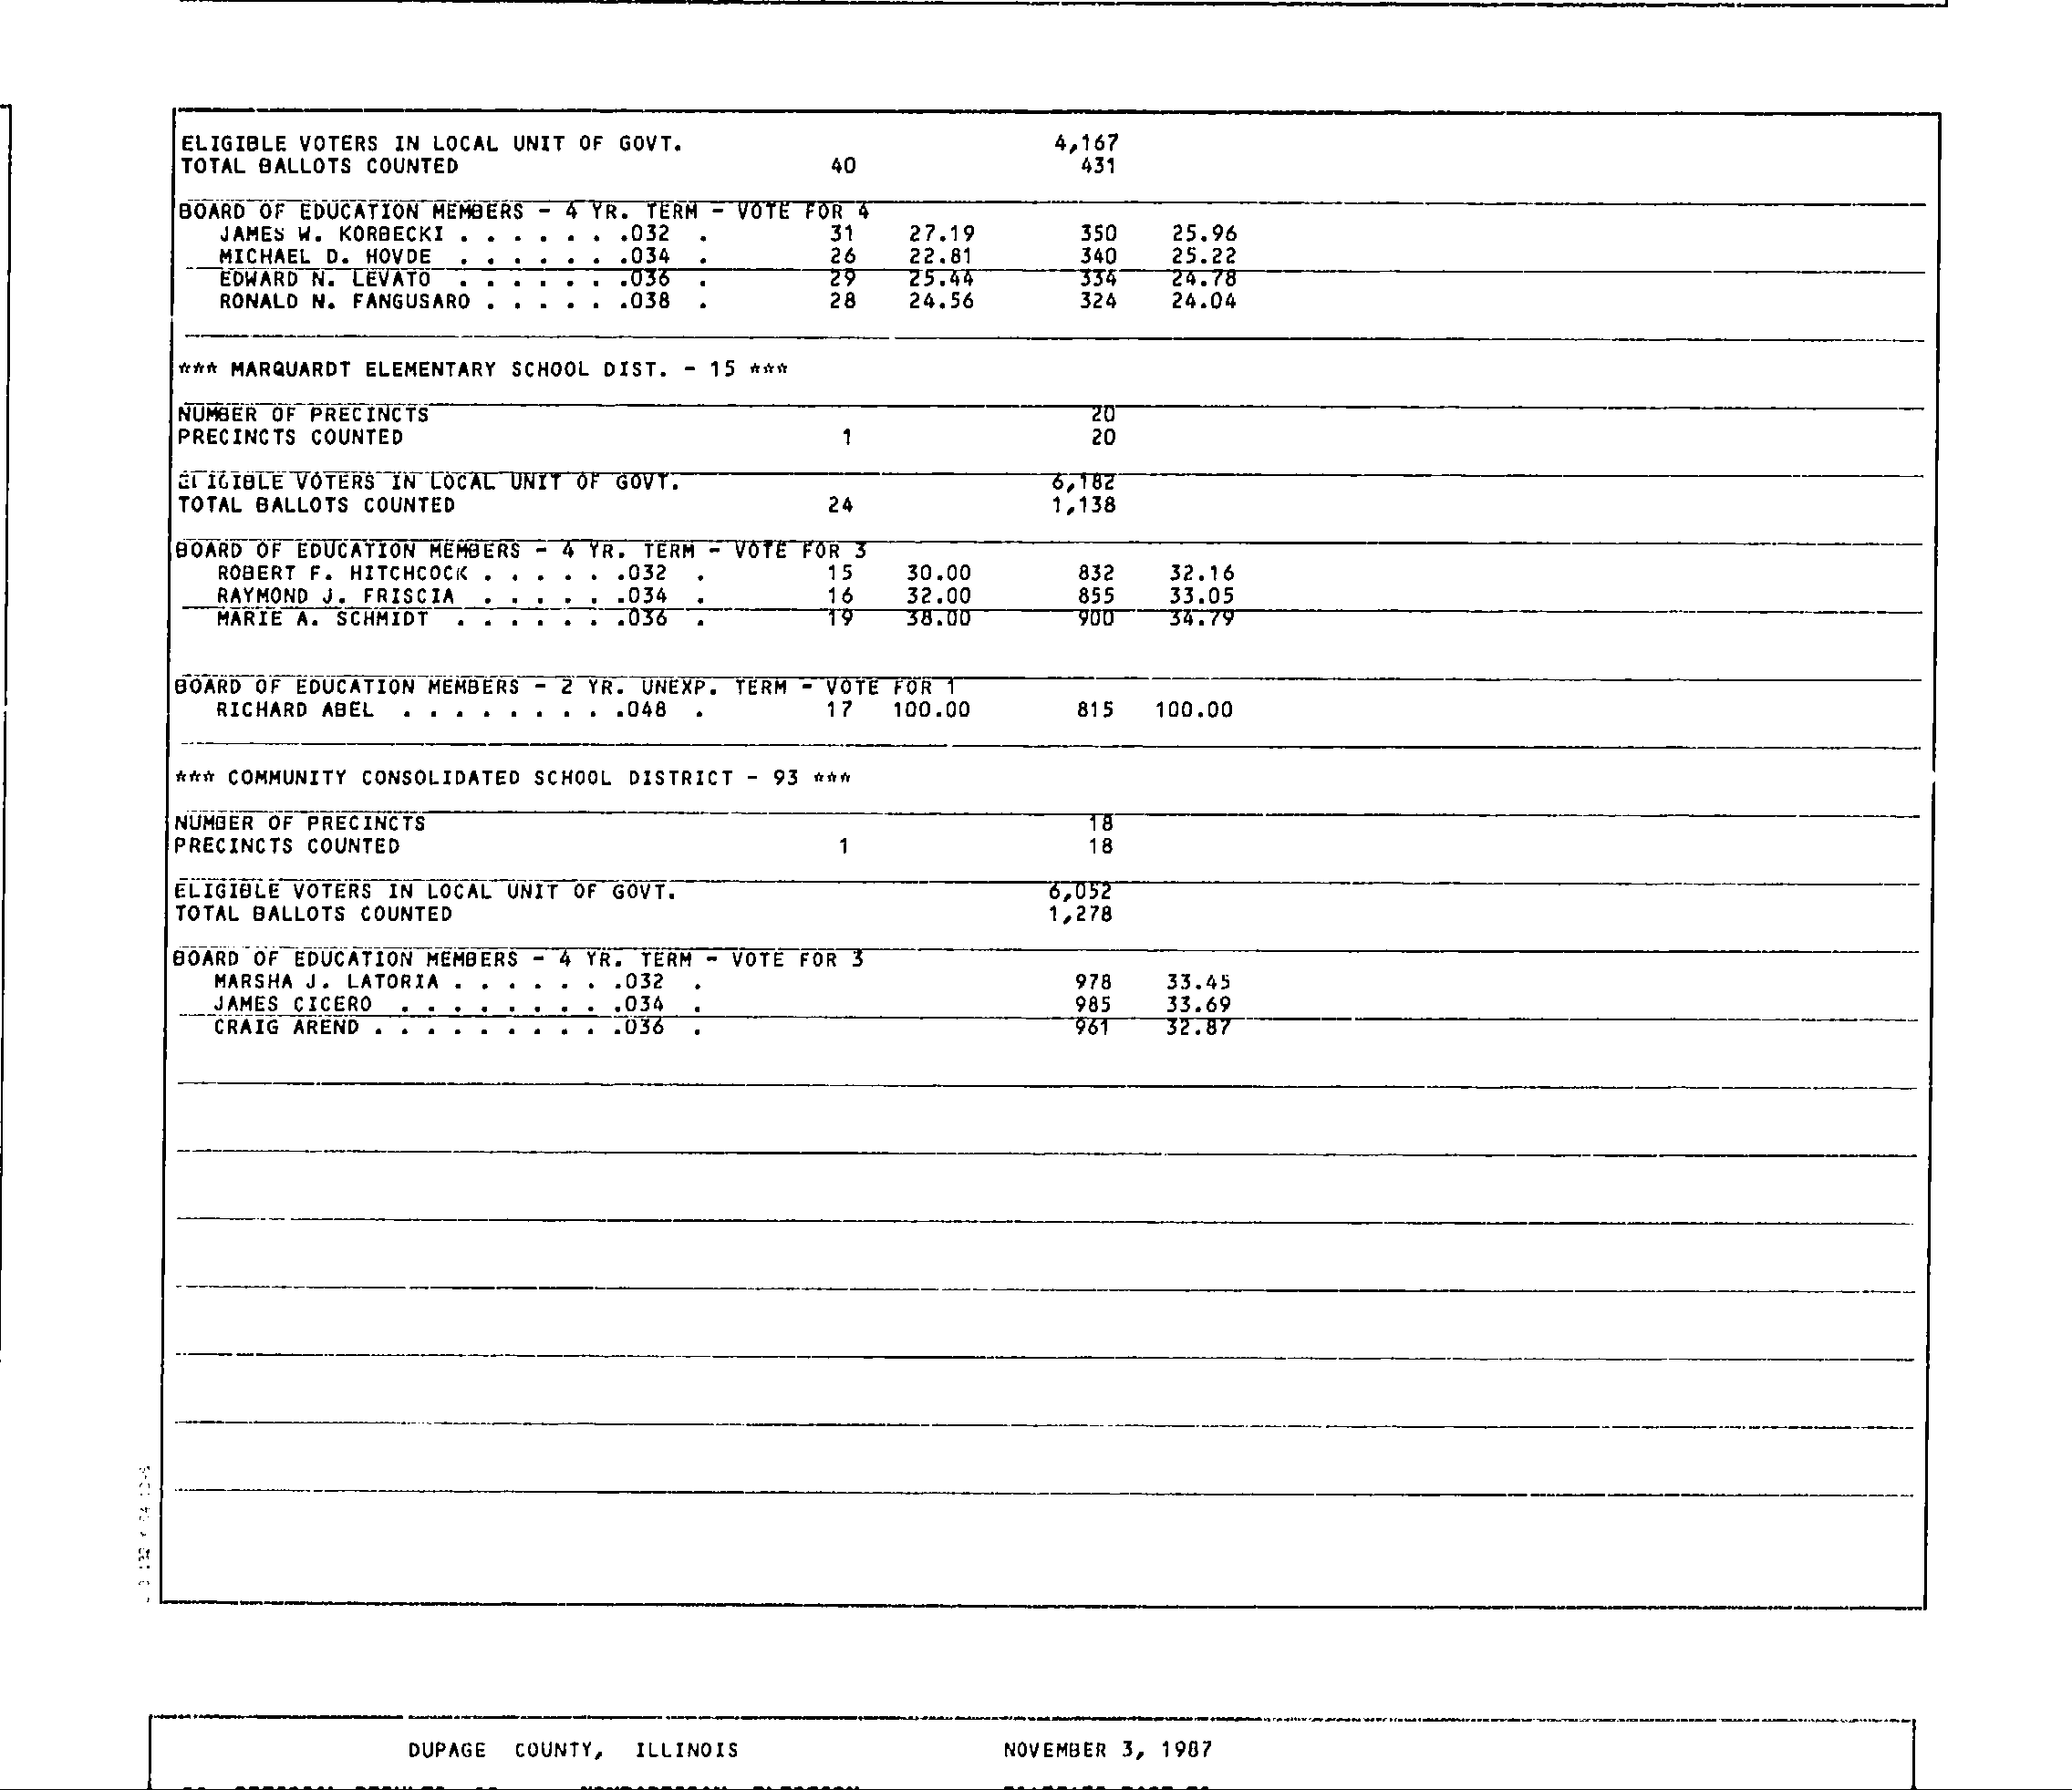 ELIGIBLE VOTERS IN LOCAL UNIT OF GOVT. 4,167
TOTAL BALLOTS COUNTED 40 431
BOARD OF EDUCATION MEMBERS - 4 YR. TERM - VOTE FOR 4
JAMES W. KORBECKI . . . . . . .032 . 31 27.19 350 25.96
MICHAEL D. HOVDE . . . . . . .034 . 26 22.81 340 25.22
EDWARD N. LEVATO . . . . . . .036 . 29 25.44 334 24.78
RONALD N. FANGUSARO . . . . . .038 . 28 24.56 324 24.04
*** MARQUARDT ELEMENTARY SCHOOL DIST. - 15 ***
NUMBER OF PRECINCTS 20
PRECINCTS COUNTED 1 20
ELIGIBLE VOTERS IN LOCAL UNIT OF GOVT. 6,182
TOTAL BALLOTS COUNTED 24 1,138
BOARD OF EDUCATION MEMBERS - 4 YR. TERM - VOTE FOR 3
ROBERT F. HITCHCOCK . . . . . .032 . 15 30.00 832 32.16
RAYMOND J. FRISCIA . . . . . .034 . 16 32.00 855 33.05
MARIE A. SCHMIDT . . . . . . .036 . 19 38.00 900 34.79
BOARD OF EDUCATION MEMBERS - 2 YR. UNEXP. TERM - VOTE FOR 1
RICHARD ABEL . . . . . . . . .048 . 17 100.00 815 100.00
*** COMMUNITY CONSOLIDATED SCHOOL DISTRICT - 93 ***
NUMBER OF PRECINCTS 18
PRECINCTS COUNTED 1 18
ELIGIBLE VOTERS IN LOCAL UNIT OF GOVT. 6,052
TOTAL BALLOTS COUNTED 1,278
BOARD OF EDUCATION MEMBERS - 4 YR. TERM - VOTE FOR 3
MARSHA J. LATORIA . . . . . . .032 . 978 33.45
JAMES CICERO . . . . . . . . .034 . 985 33.69
CRAIG AREND . . . . . . . . . .036 . 961 32.87
DUPAGE COUNTY, ILLINOIS NOVEMBER 3, 1987